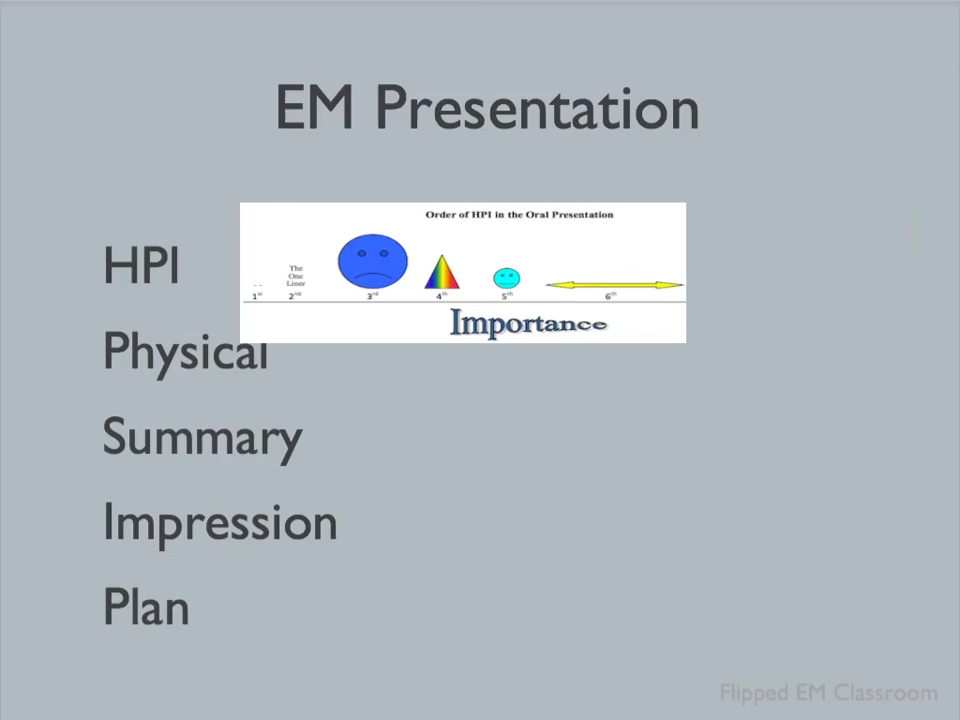 EM Presentation
HPI
Order of HPI in the Oral Presentation
The
One
Liner
1st 2nd 3rd 4th 5th 6th
Importance
Physical
Summary
Impression
Plan
Flipped EM Classroom